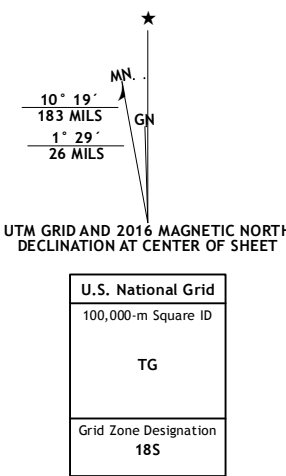 ★
MN
10° 19´
183 MILS
GN
1° 29´
26 MILS
UTM GRID AND 2016 MAGNETIC NORTH
DECLINATION AT CENTER OF SHEET
U.S. National Grid
100,000-m Square ID
TG
Grid Zone Designation
18S